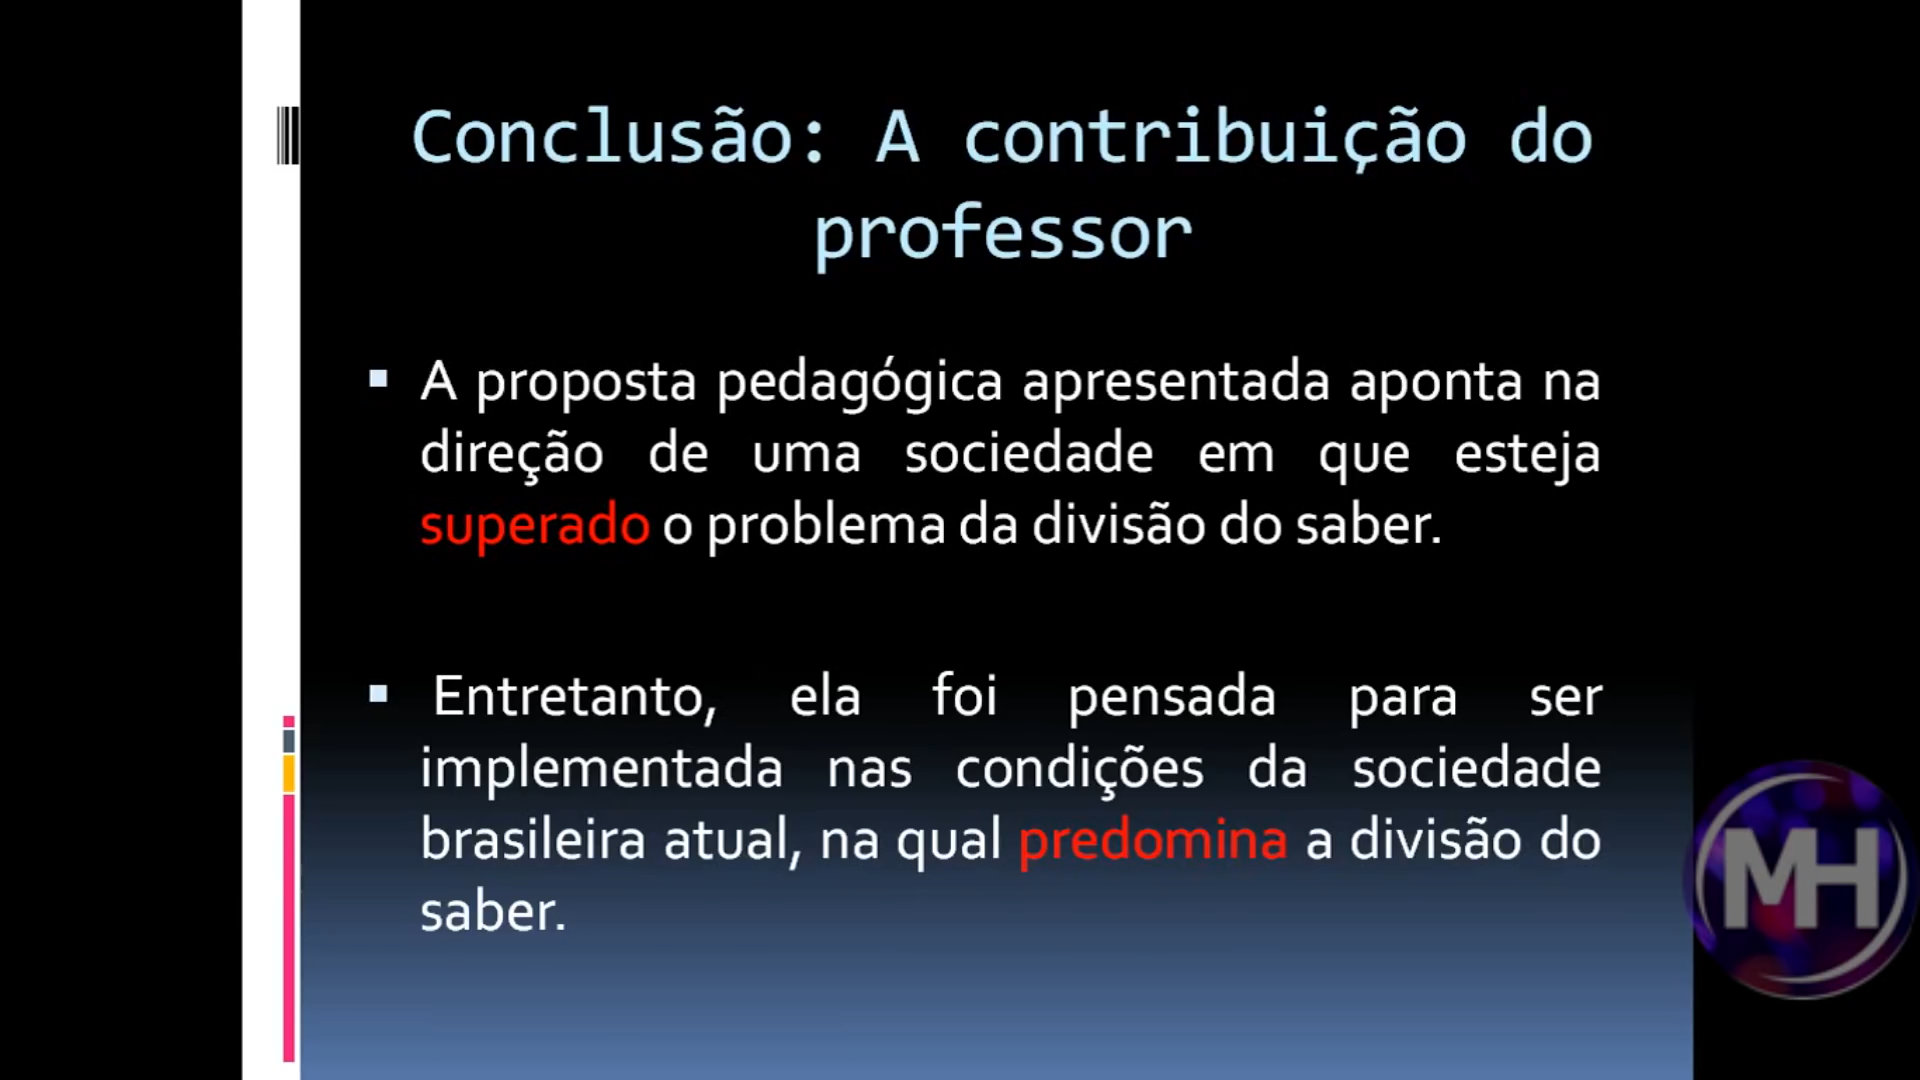 Conclusão: A contribuição do
professor
▪ A proposta pedagógica apresentada aponta na
direção de uma sociedade em que esteja
superado o problema da divisão do saber.
▪ Entretanto, ela foi pensada para ser
implementada nas condições da sociedade
brasileira atual, na qual predomina a divisão do
saber.
MH